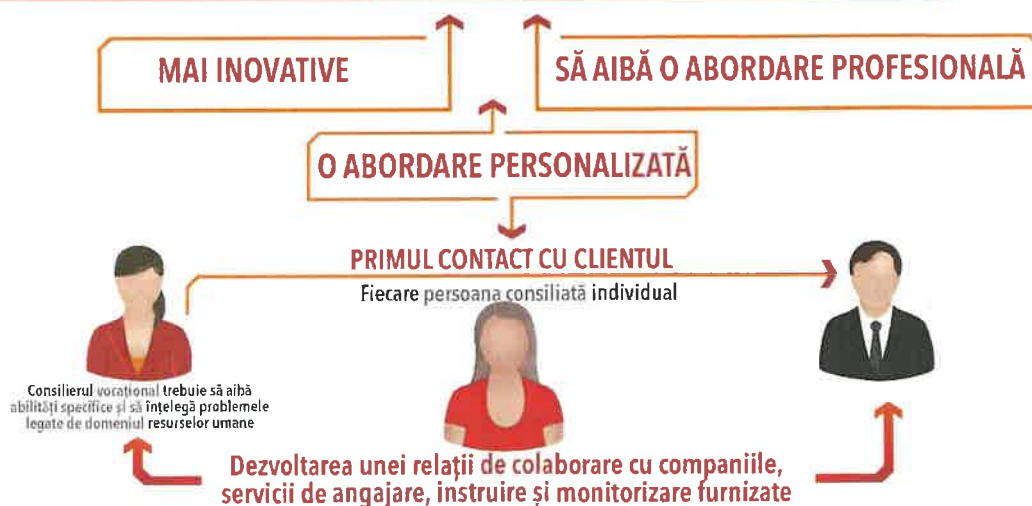 MAI INOVATIVE
SĂ AIBĂ O ABORDARE PROFESIONALĂ
O ABORDARE PERSONALIZATĂ
PRIMUL CONTACT CU CLIENTUL
Fiecare persoana consiliată individual
Consilierul vocațional trebuie să aibă
abilități specifice și să înțelegă problemele
legate de domeniul resurselor umane
Dezvoltarea unei relații de colaborare cu companiile,
servicii de angajare, instruire și monitorizare furnizate